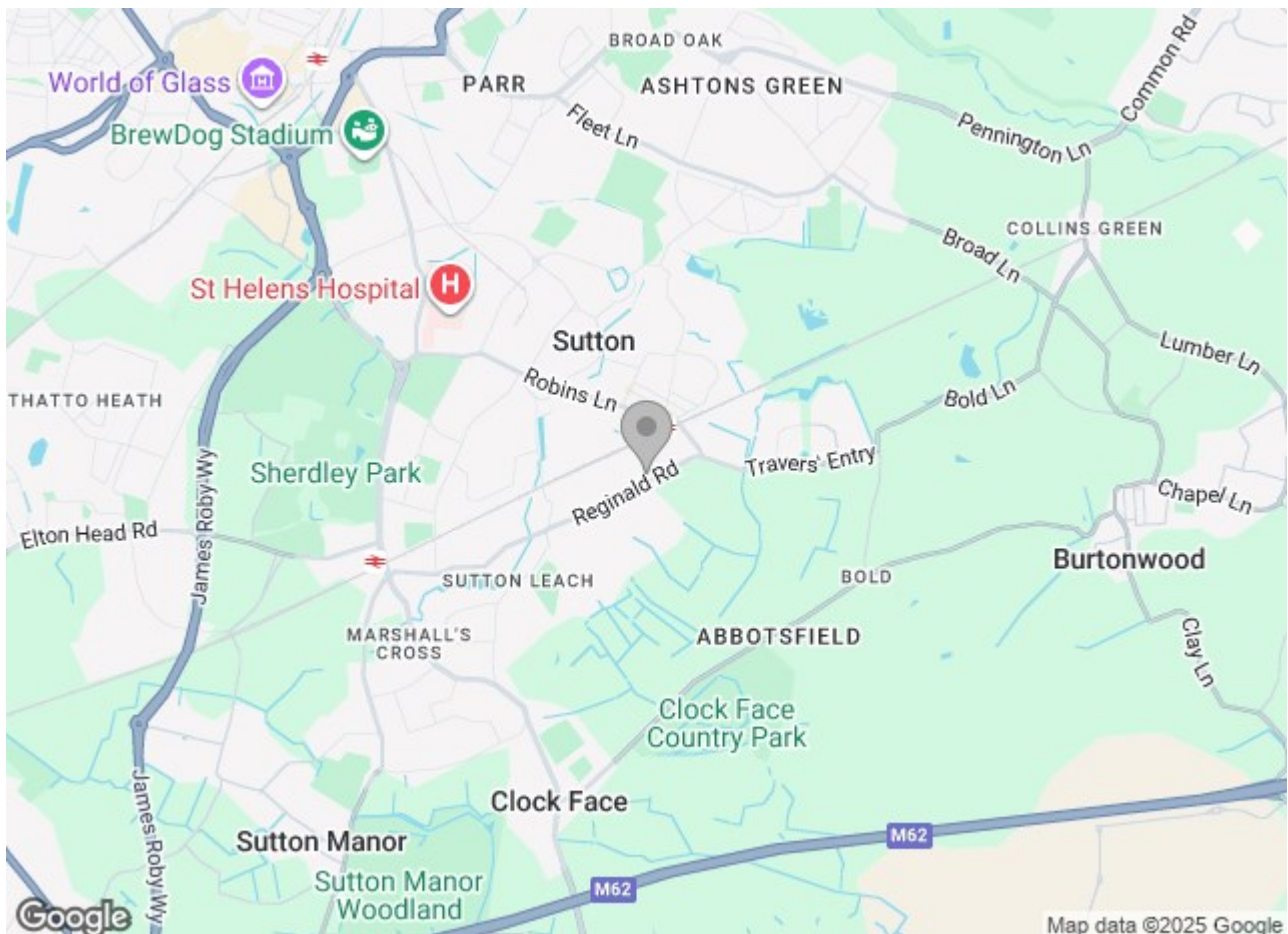 BROAD OAK
World of Glass
PARR
ASHTONS GREEN
Common Rd
BrewDog Stadium
Fleet Ln
Pennington Ln
COLLINS GREEN
Broad Ln
St Helens Hospital
H
Sutton
Lumber Ln
Robins Ln
THATTO HEATH
Bold Ln
Sherdley Park
Travers' Entry
James Roby Wy
Reginald Rd
Chapel Ln
Elton Head Rd
Burtonwood
SUTTON LEACH
BOLD
MARSHALL'S
CROSS
ABBOTSFIELD
Clay Ln
Clock Face
Country Park
James Roby Wy
Clock Face
Sutton Manor
M62
Sutton Manor
Woodland
M62
Google
Map data ©2025 Google